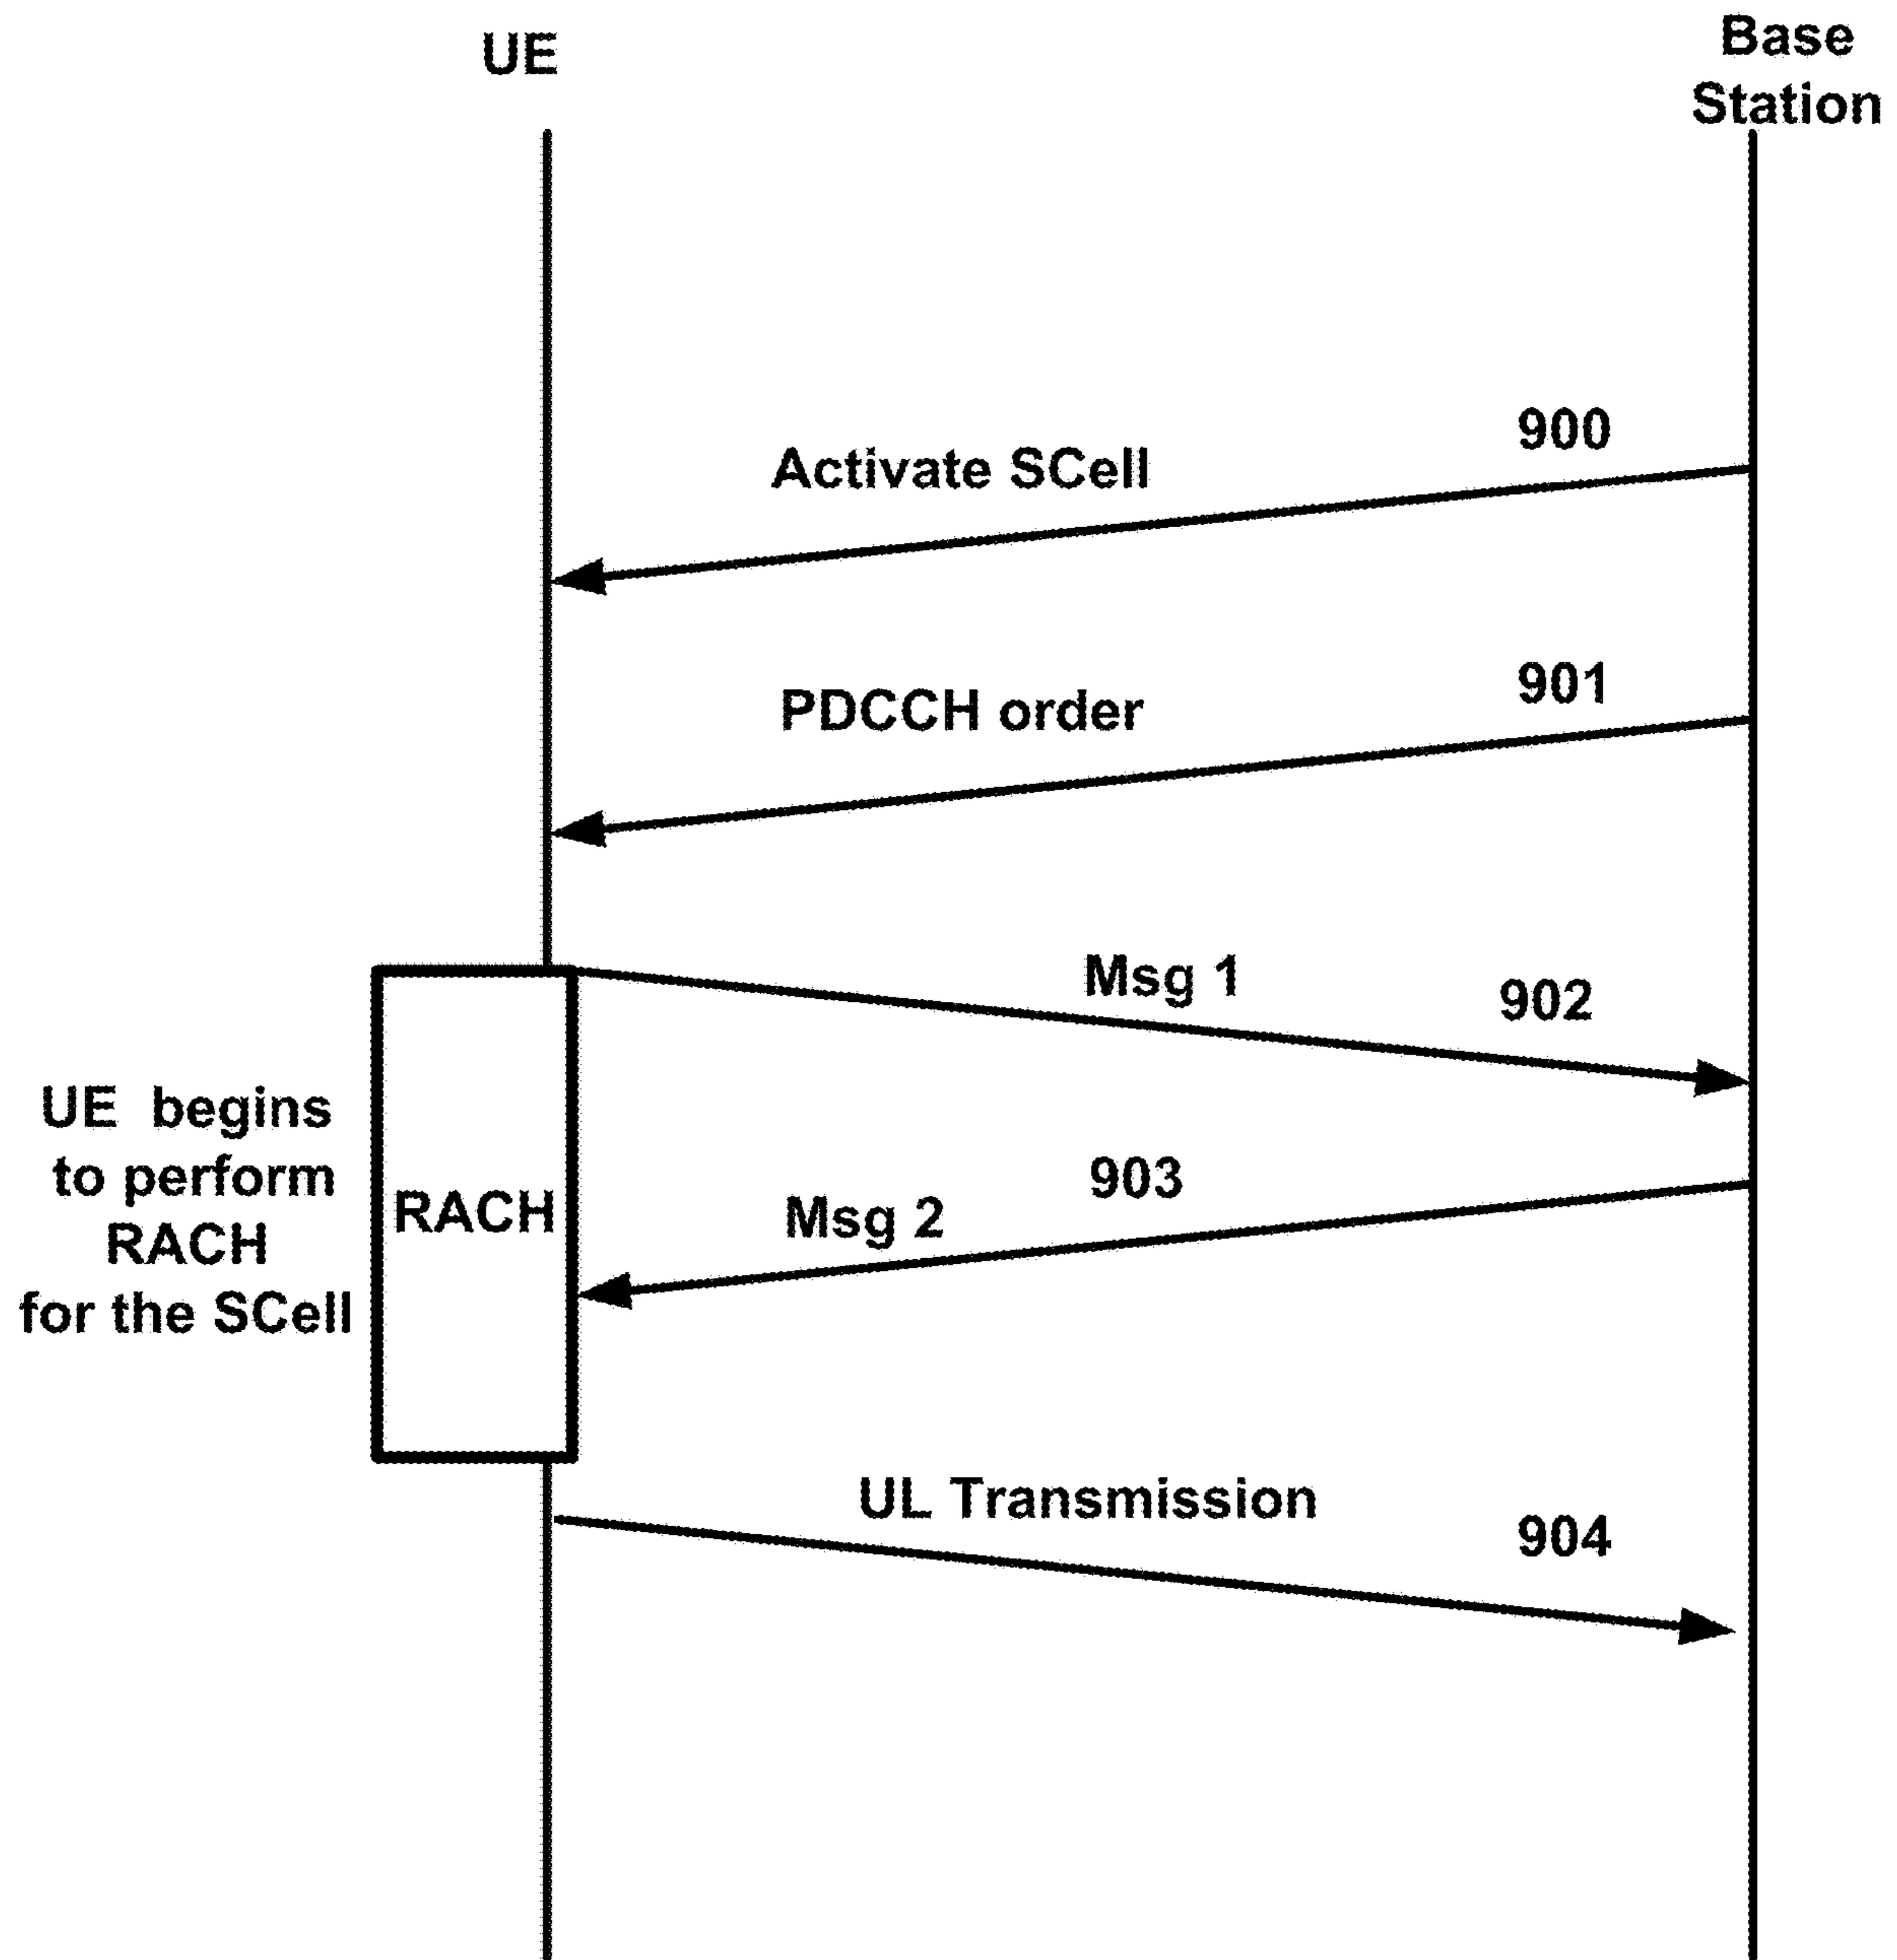 UE
Base
Station
900
Activate SCell
901
PDCCH order
Msg 1
902
UE begins
to perform
RACH
for the SCell
RACH
903
Msg 2
UL Transmission
904